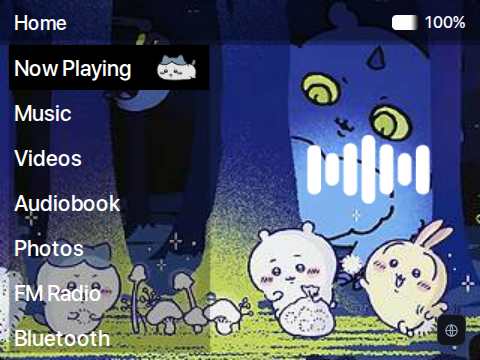 Home
100%
Now Playing
Music
Videos
Audiobook
Photos
FM Radio
Bluetooth